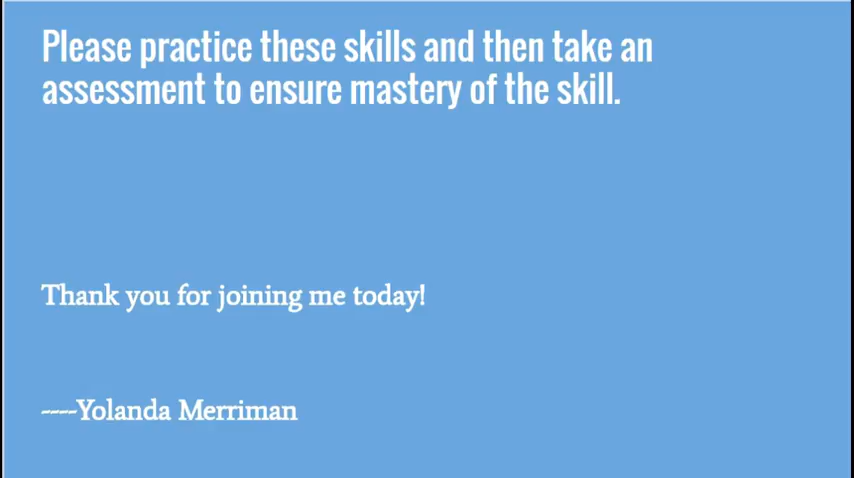 Please practice these skills and then take an
assessment to ensure mastery of the skill.
Thank you for joining me today!
----Yolanda Merriman